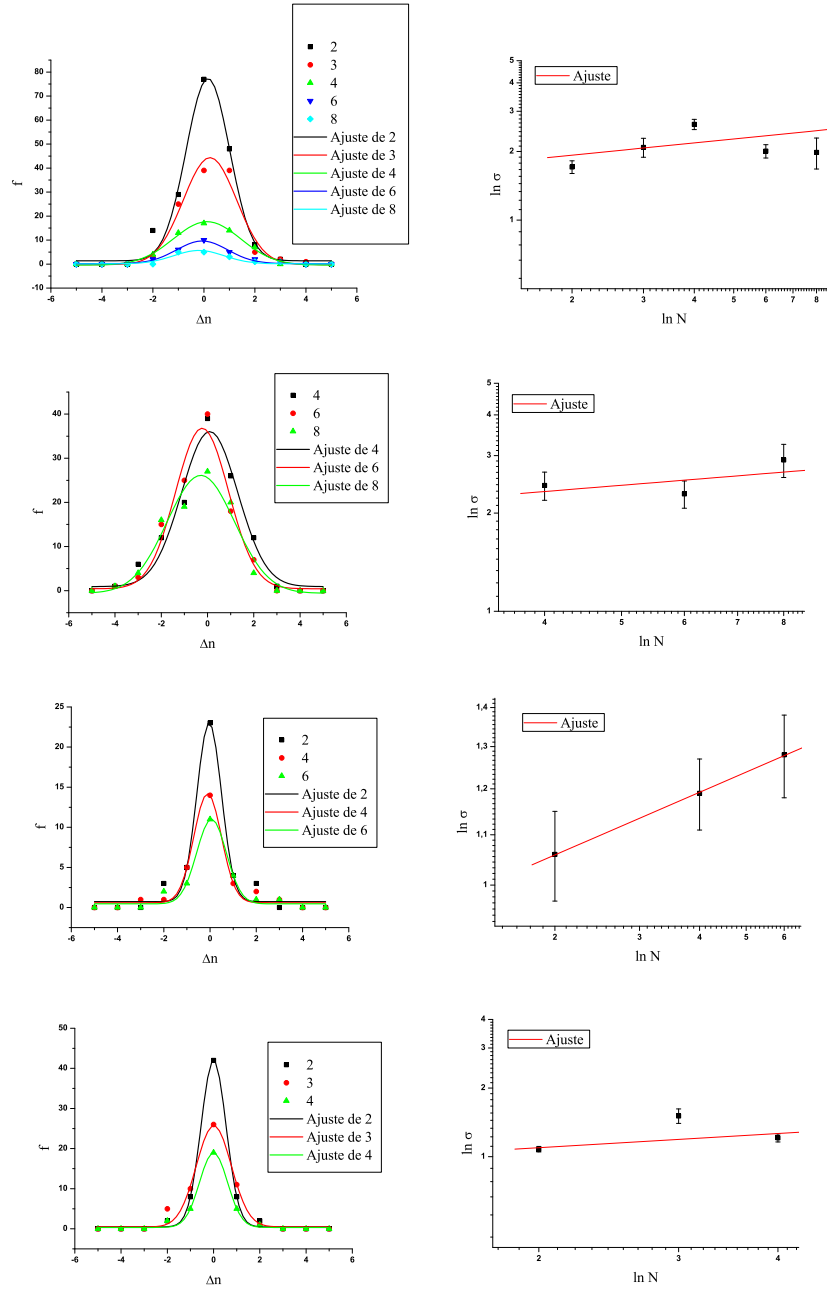 2
3
4
6
8
Ajuste de 2
Ajuste de 3
Ajuste de 4
Ajuste de 6
Ajuste de 8
80
70
60
50
40
30
20
10
0
-10
f
-6 -4 -2 0 2 4 6
Δn
Ajuste
5
4
3
2
1
ln σ
2 3 4 5 6 7 8
ln N
4
6
8
Ajuste de 4
Ajuste de 6
Ajuste de 8
40
30
20
10
0
f
-6 -4 -2 0 2 4 6
Δn
Ajuste
5
4
3
2
1
ln σ
4 5 6 7 8
ln N
2
4
6
Ajuste de 2
Ajuste de 4
Ajuste de 6
25
20
15
10
5
0
f
-6 -4 -2 0 2 4 6
Δn
Ajuste
1,4
1,3
1,2
1,1
1
ln σ
2 3 4 5 6
ln N
2
3
4
Ajuste de 2
Ajuste de 3
Ajuste de 4
50
40
30
20
10
0
f
-6 -4 -2 0 2 4 6
Δn
Ajuste
4
3
2
1
ln σ
2 3 4
ln N